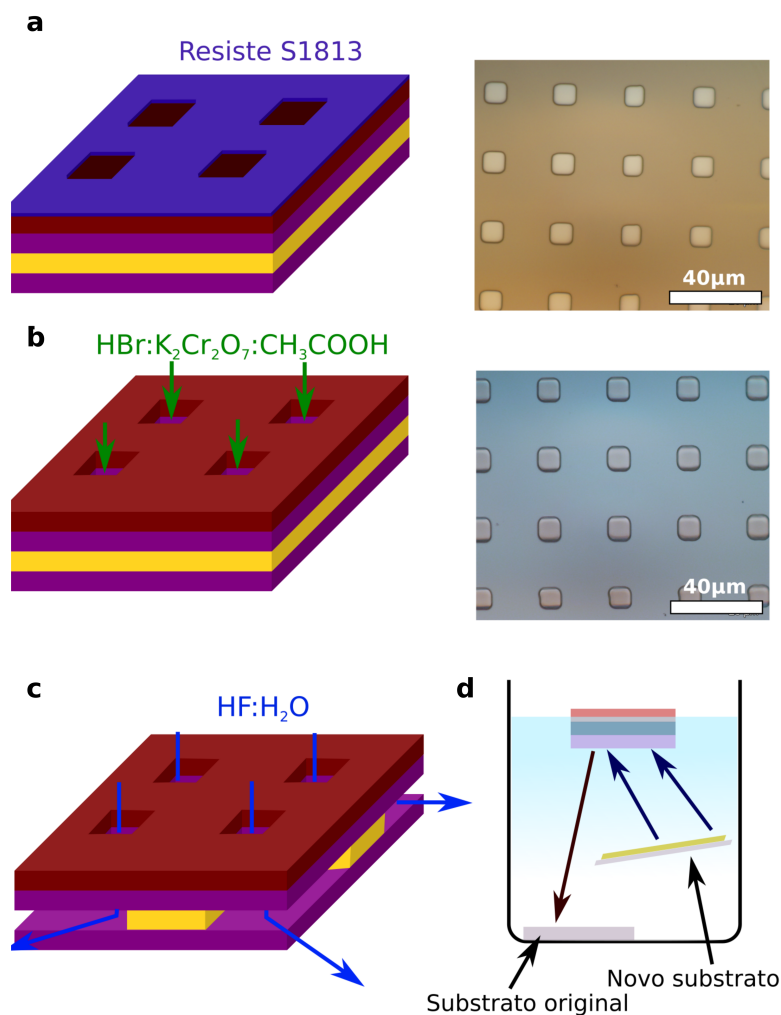 a
Resiste S1813
40µm
b
HBr:K₂Cr₂O₇:CH₃COOH
40µm
c
HF:H₂O
d
Novo substrato
Substrato original